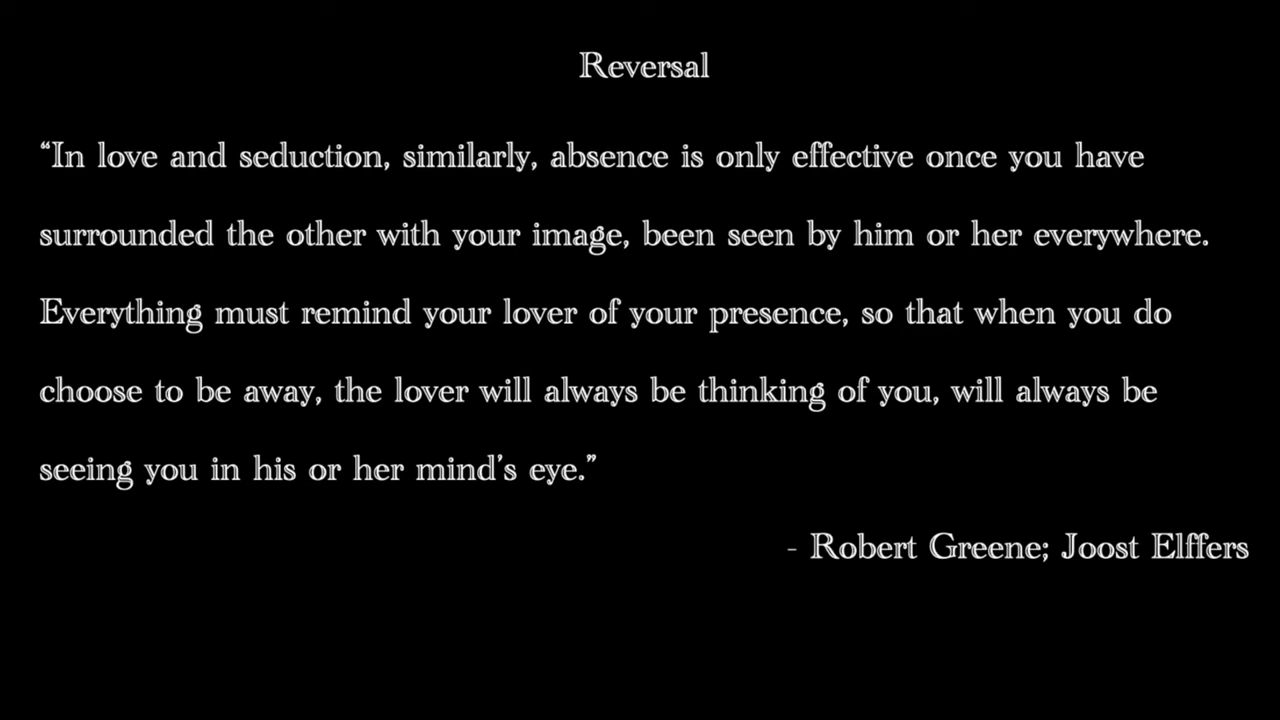 Reversal
“In love and seduction, similarly, absence is only effective once you have
surrounded the other with your image, been seen by him or her everywhere.
Everything must remind your lover of your presence, so that when you do
choose to be away, the lover will always be thinking of you, will always be
seeing you in his or her mind's eye.”
- Robert Greene; Joost Elffers